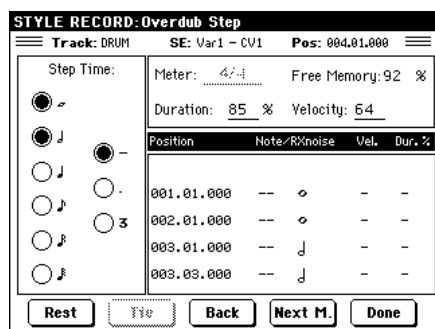 STYLE RECORD: Overdub Step
Track: DRUM SE: Var1 - CV1 Pos: 004.01.000
Step Time:
Meter: 4/4 Free Memory: 92 %
Duration: 85 % Velocity: 64
Position Note/RXnoise Vel. Dur.%
3
001.01.000 -- - -
002.01.000 -- - -
003.01.000 -- - -
003.03.000 -- - -
Rest Tie Back Next M. Done